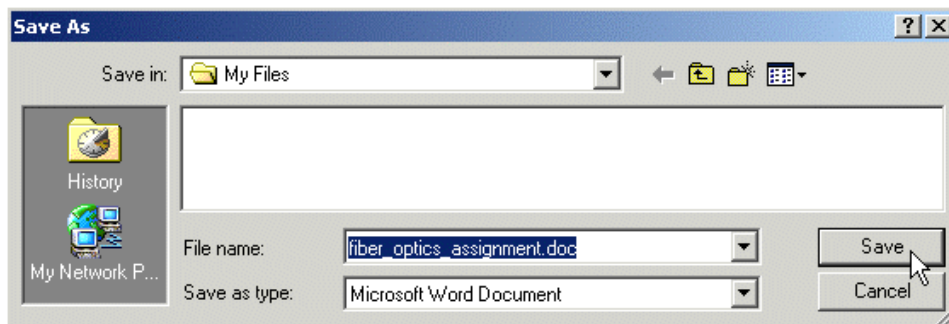 Save As
Save in: My Files
History
My Network P...
File name: fiber_optics_assignment.doc Save
Save as type: Microsoft Word Document Cancel